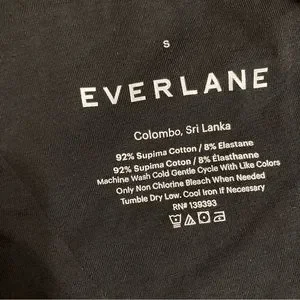 S
EVERLANE
Colombo, Sri Lanka
92% Supima Cotton / 8% Elastane
92% Supima Cotton / 8% Élasthanne
Machine Wash Cold Gentle Cycle With Like Colors
Only Non Chlorine Bleach When Needed
Tumble Dry Low. Cool Iron If Necessary
RN# 139393